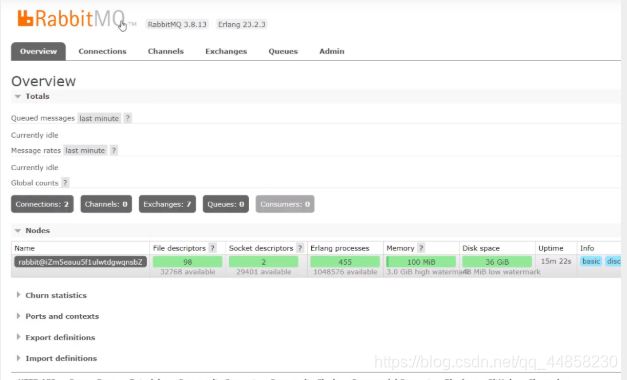 RabbitMQ TM RabbitMQ 3.8.13 Erlang 23.2.3
Overview Connections Channels Exchanges Queues Admin
Overview
Totals
Queued messages last minute ?
Currently idle
Message rates last minute ?
Currently idle
Global counts ?
Connections: 2 Channels: 0 Exchanges: 7 Queues: 0 Consumers: 0
Nodes
Name File descriptors ? Socket descriptors ? Erlang processes Memory ? Disk space Uptime Info
98 2 455 100 MiB 36 GiB 15m 22s basic disc
32768 available 29401 available 1048576 available 3.0 GiB high watermark 48 MiB low watermark
Churn statistics
Ports and contexts
Export definitions
Import definitions
https://blog.csdn.net/qq_44858230